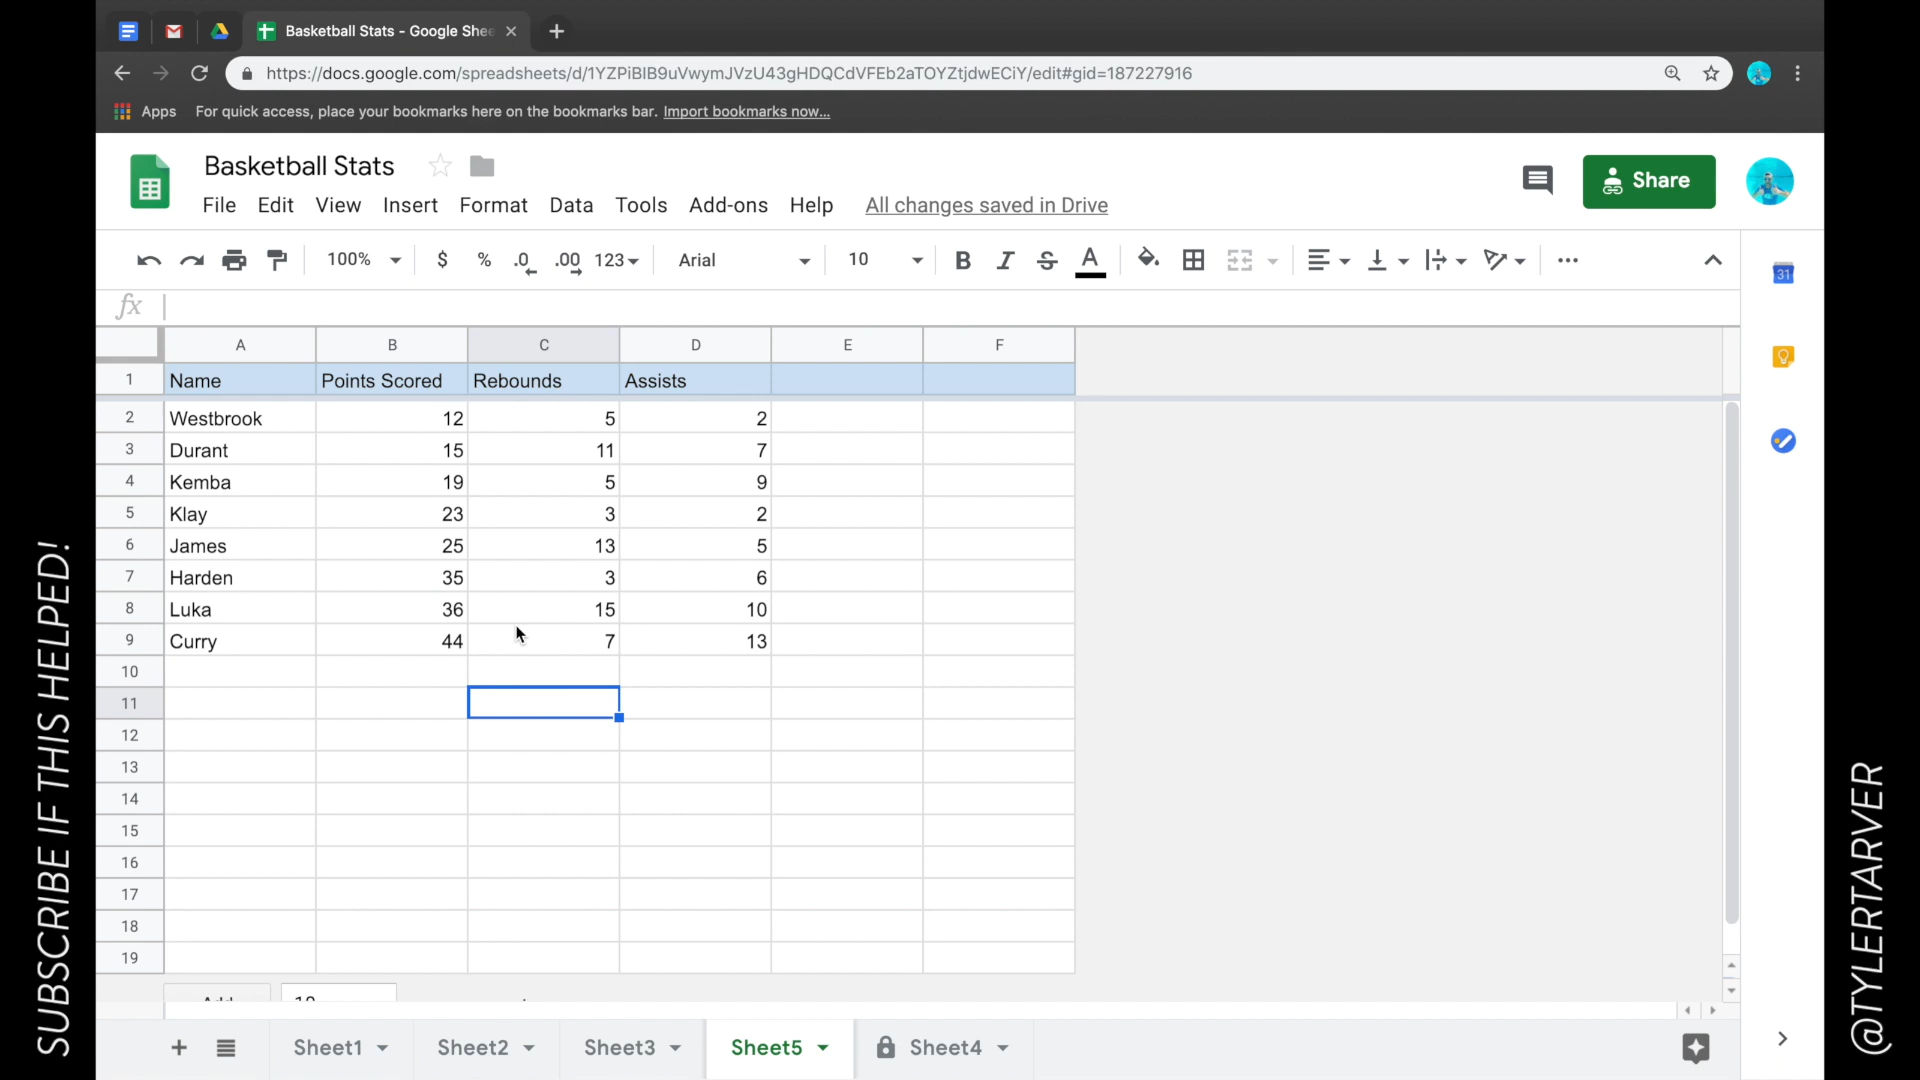 Basketball Stats - Google Shee
https://docs.google.com/spreadsheets/d/1YZPiBIB9uVwymJVzU43gHDQCdVFEb2aTOYZtjdwECiY/edit#gid=187227916
Apps For quick access, place your bookmarks here on the bookmarks bar. Import bookmarks now...
Basketball Stats
Share
File Edit View Insert Format Data Tools Add-ons Help All changes saved in Drive
100% $ % .0 .00 123 Arial 10 B I S A
31
fx
A B C D E F
1 Name Points Scored Rebounds Assists
2 Westbrook 12 5 2
3 Durant 15 11 7
4 Kemba 19 5 9
5 Klay 23 3 2
6 James 25 13 5
7 Harden 35 3 6
8 Luka 36 15 10
9 Curry 44 7 13
10
11
12
13
14
15
16
17
18
19
Sheet1 Sheet2 Sheet3 Sheet5 Sheet4
SUBSCRIBE IF THIS HELPED!
@TYLERTARVER